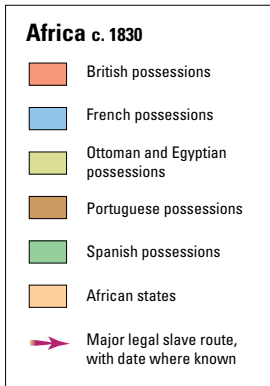 Africa c. 1830
British possessions
French possessions
Ottoman and Egyptian
possessions
Portuguese possessions
Spanish possessions
African states
Major legal slave route,
with date where known